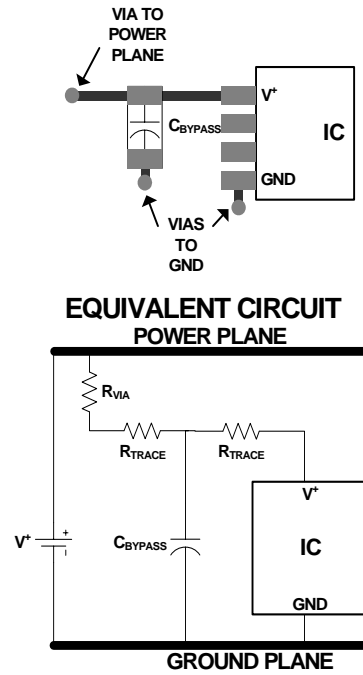 VIA TO
POWER
PLANE
V+
CBYPASS
IC
GND
VIAS
TO
GND
EQUIVALENT CIRCUIT
POWER PLANE
RVIA
RTRACE
RTRACE
V+
V+
+
-
CBYPASS
IC
GND
GROUND PLANE